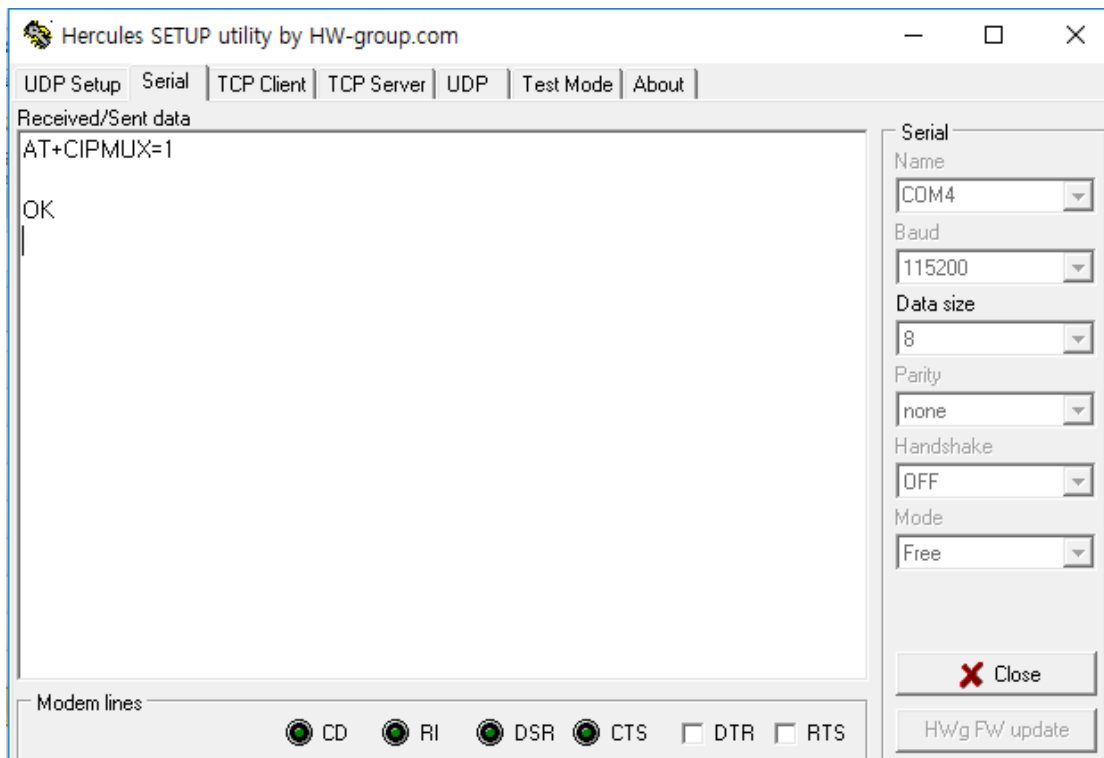 Hercules SETUP utility by HW-group.com
UDP Setup Serial TCP Client TCP Server UDP Test Mode About
Received/Sent data
AT+CIPMUX=1
OK
Serial
Name
COM4
Baud
115200
Data size
8
Parity
none
Handshake
OFF
Mode
Free
Close
HWg FW update
Modem lines
CD RI DSR CTS DTR RTS